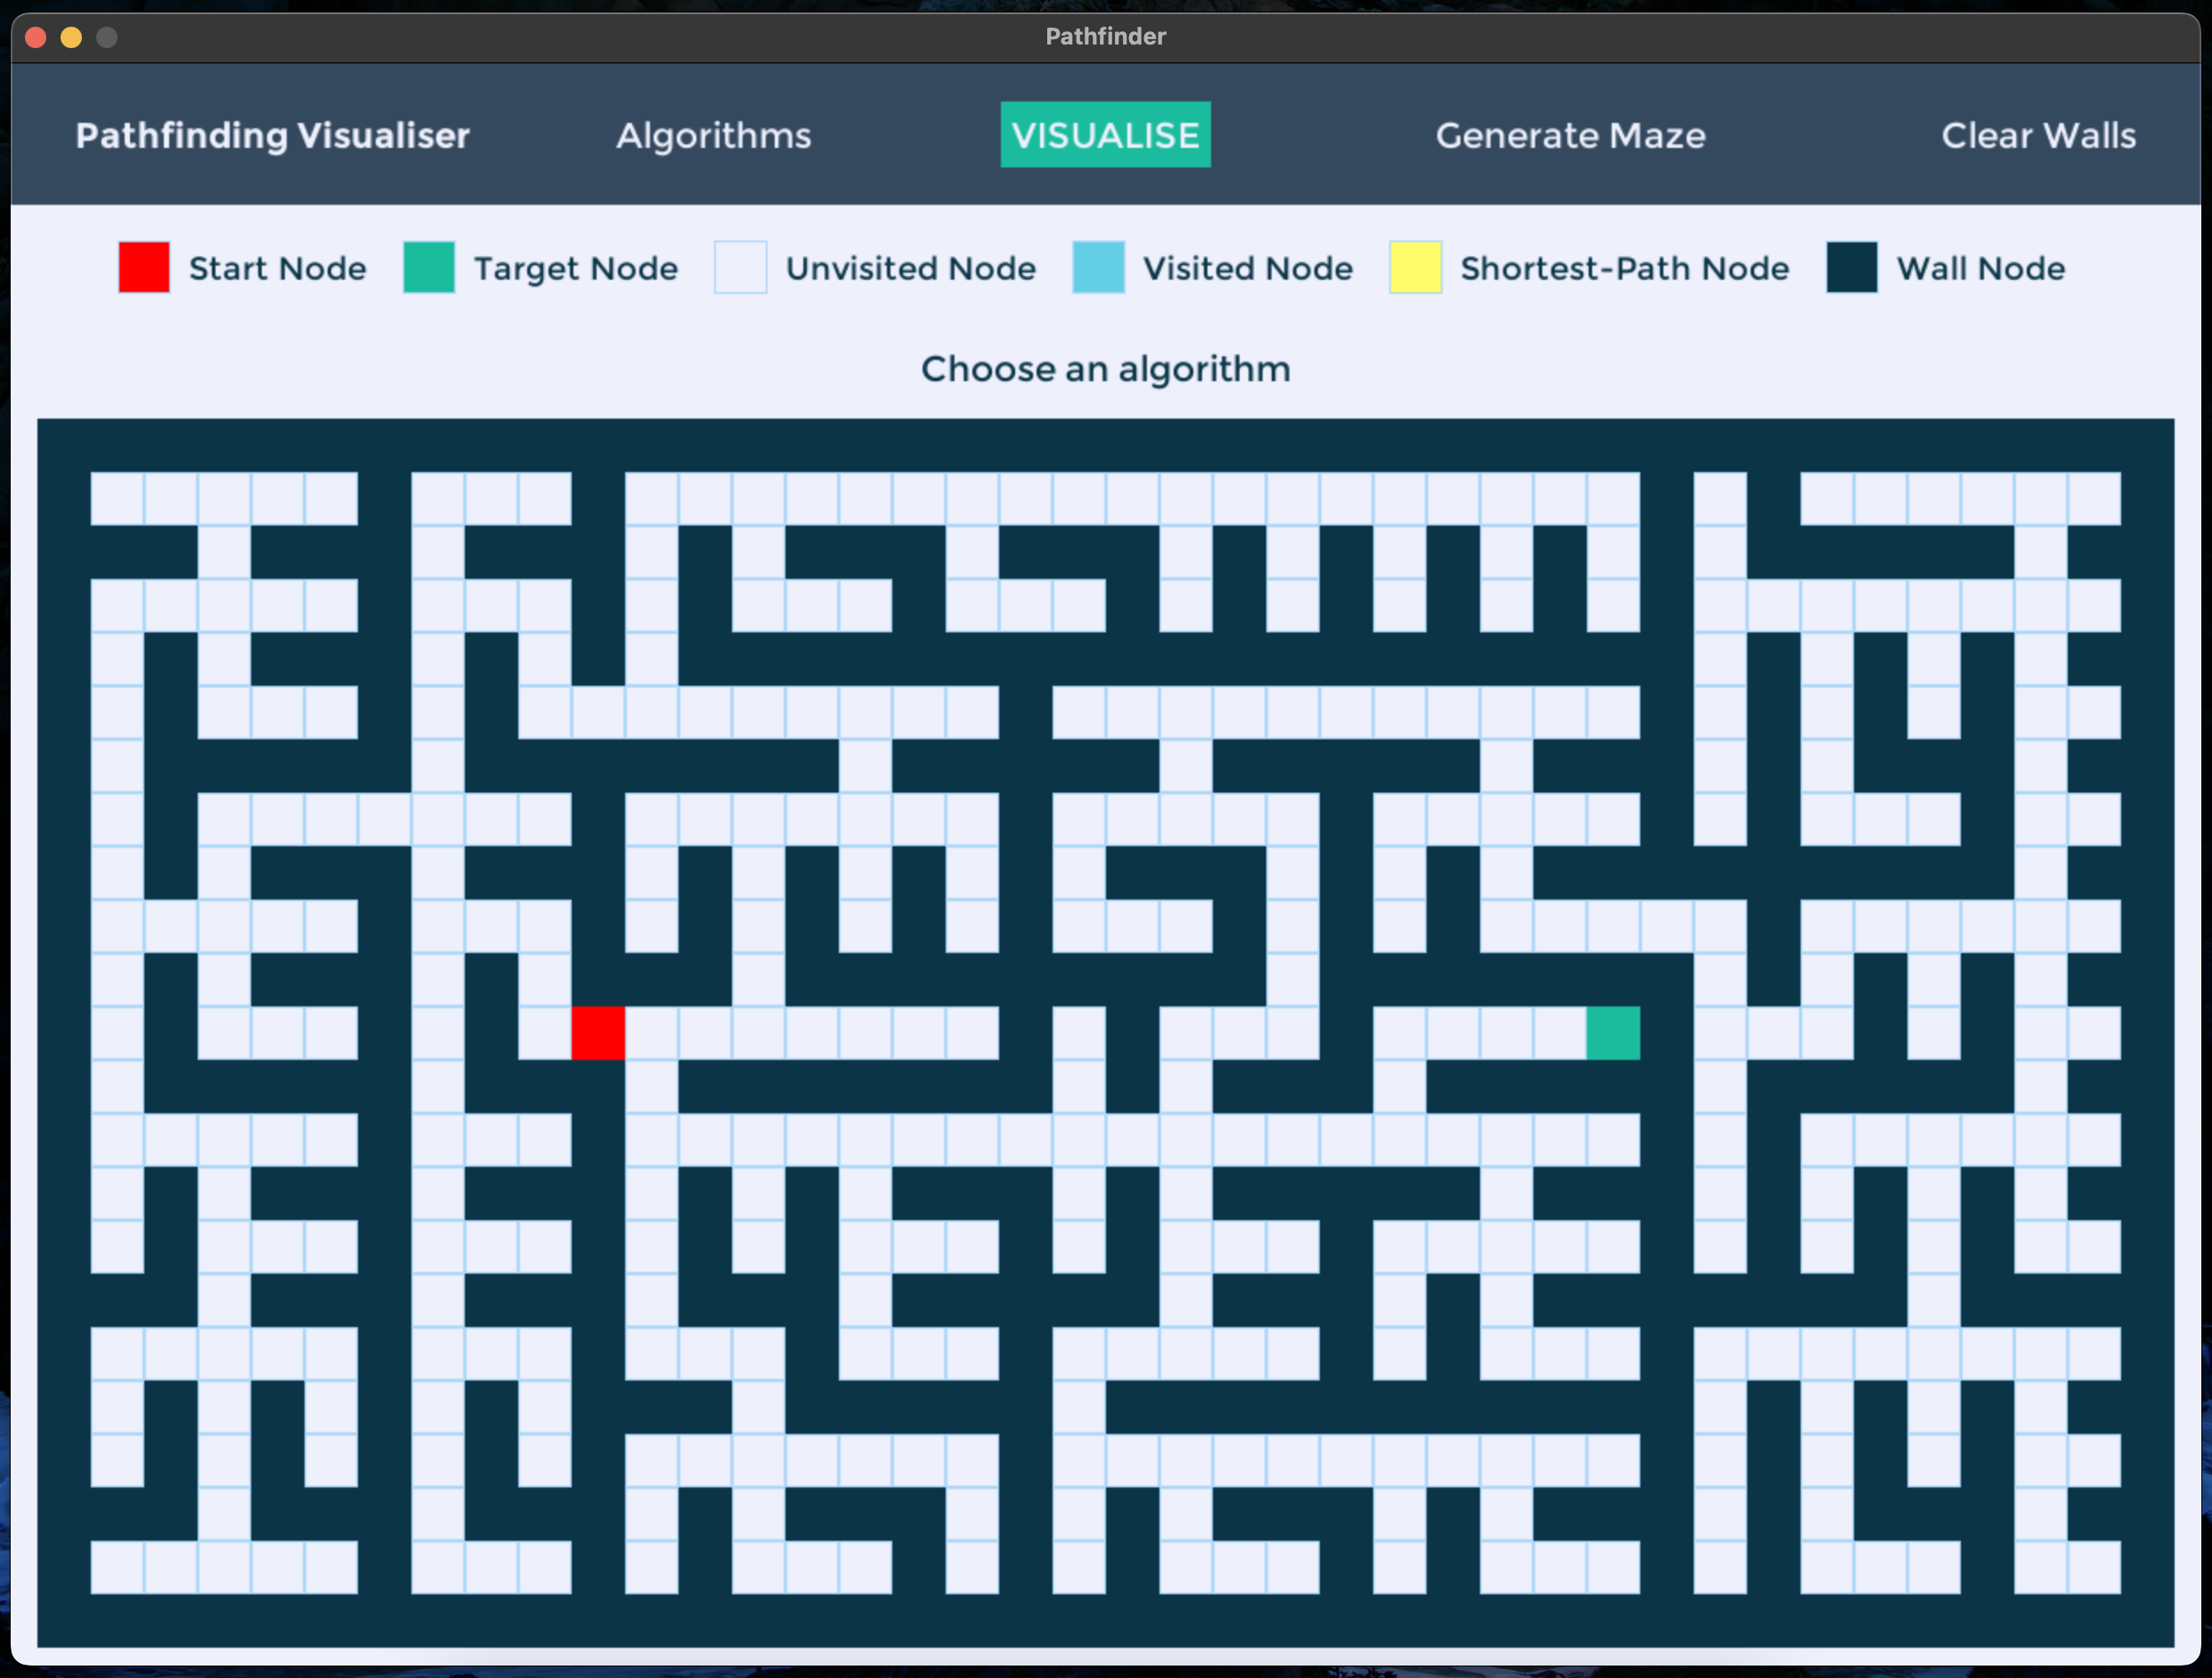 Pathfinder
Pathfinding Visualiser Algorithms VISUALISE Generate Maze Clear Walls
Start Node Target Node Unvisited Node Visited Node Shortest-Path Node Wall Node
Choose an algorithm